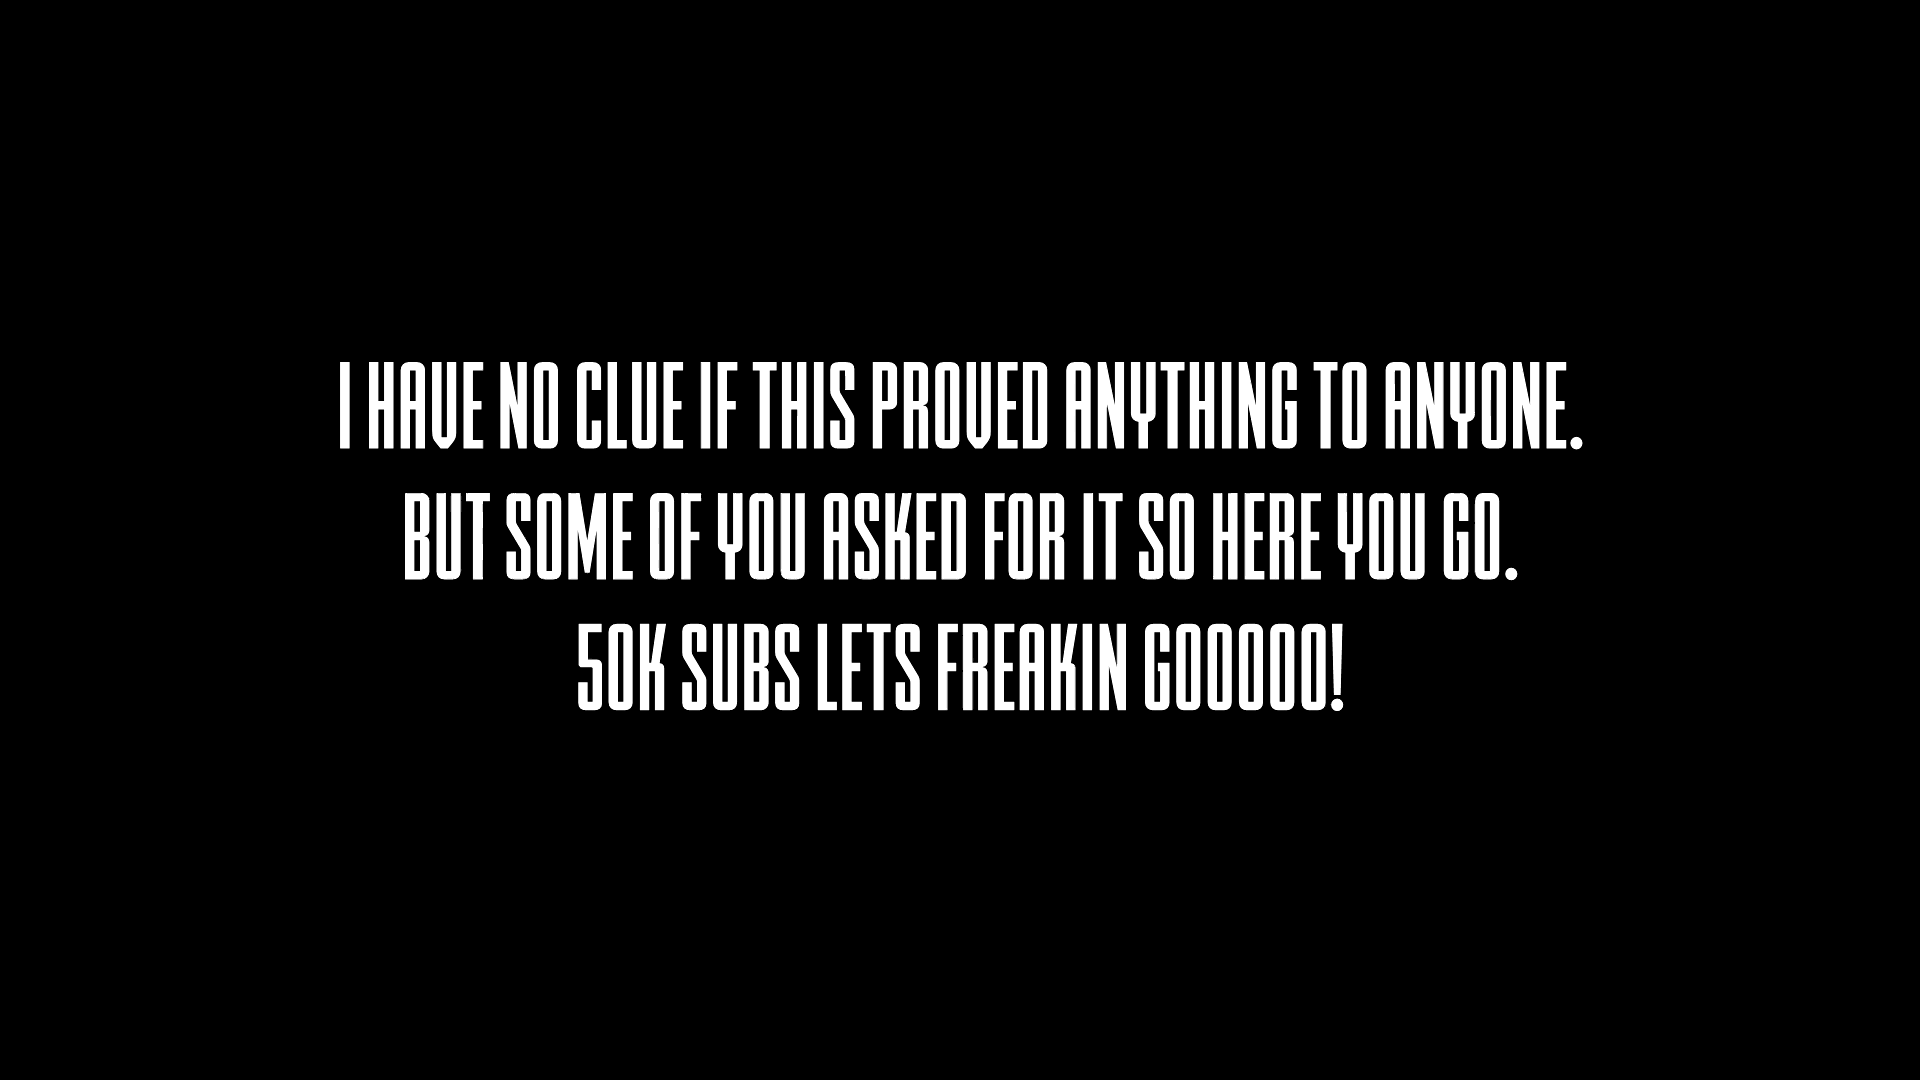 I HAVE NO CLUE IF THIS PROVED ANYTHING TO ANYONE.
BUT SOME OF YOU ASKED FOR IT SO HERE YOU GO.
50K SUBS LETS FREAKIN GOOOOO!